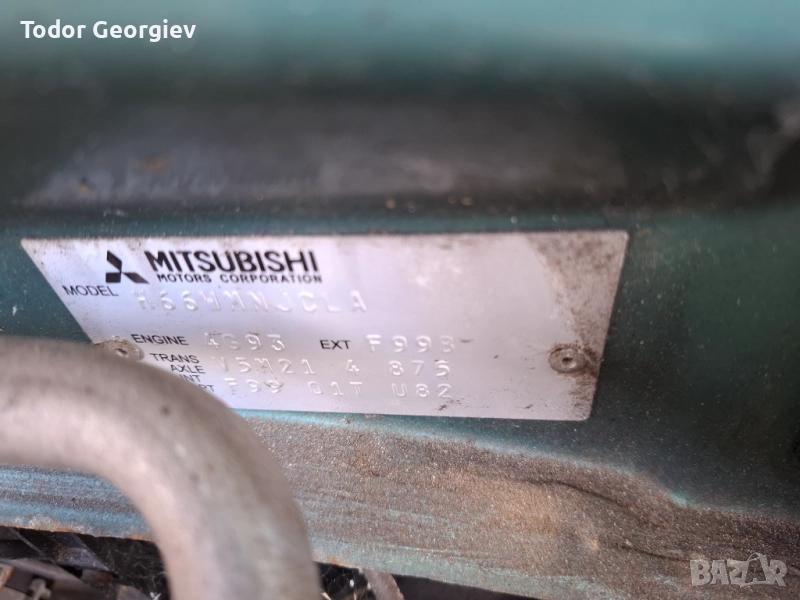 Todor Georgiev
MITSUBISHI
MOTORS CORPORATION
MODEL H66WMNJCLA
ENGINE 4G93 EXT F99B
TRANS AXLE V5M21 4 875
F99 01T U82
BAZAR